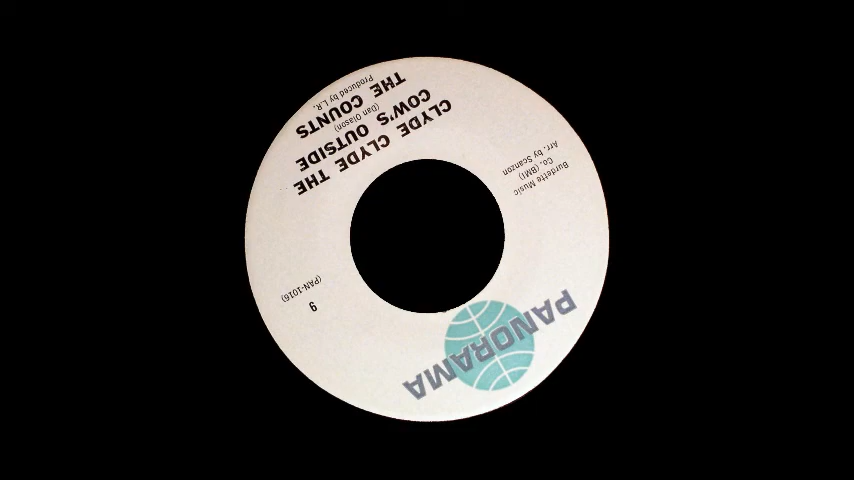 PANORAMA
Burdette Music
Co. (BMI)
Arr. by Scanzon
9
(PAN-1016)
CLYDE CLYDE THE
COW'S OUTSIDE
(Dan Olason)
THE COUNTS
Produced by L.R.